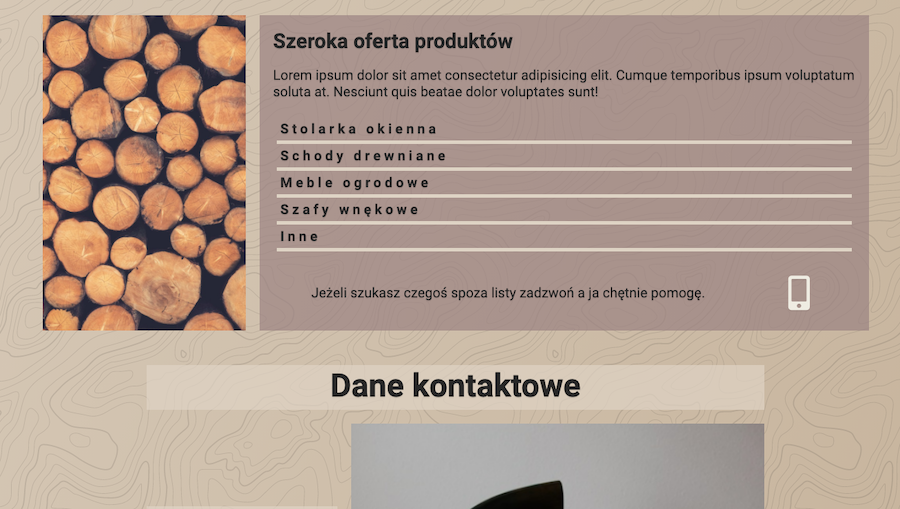 Szeroka oferta produktów
Lorem ipsum dolor sit amet consectetur adipisicing elit. Cumque temporibus ipsum voluptatum
soluta at. Nesciunt quis beatae dolor voluptates sunt!
Stolarka okienna
Schody drewniane
Meble ogrodowe
Szafy wnękowe
Inne
Jeżeli szukasz czegoś spoza listy zadzwoń a ja chętnie pomogę.
Dane kontaktowe